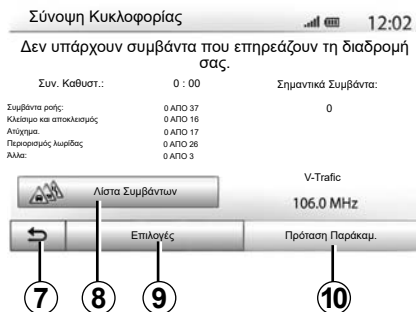 Σύνοψη Κυκλοφορίας 12:02
Δεν υπάρχουν συμβάντα που επηρεάζουν τη διαδρομή
σας.
Συν. Καθυστ.: 0 : 00 Σημαντικά Συμβάντα:
Συμβάντα ροής: 0 ΑΠΟ 37 0
Κλείσιμο και αποκλεισμός 0 ΑΠΟ 16
Ατύχημα. 0 ΑΠΟ 17
Περιορισμός λωρίδας 0 ΑΠΟ 26
Άλλα: 0 ΑΠΟ 3
Λίστα Συμβάντων V-Trafic
106.0 MHz
Επιλογές Πρόταση Παράκαμ.
7 8 9 10